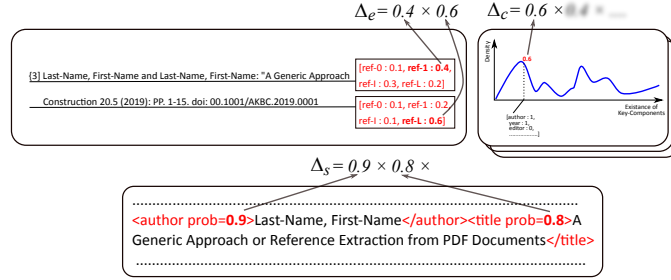 Δe = 0.4 × 0.6
Δc = 0.6 ×
{3] Last-Name, First-Name and Last-Name, First-Name: "A Generic Approach
[ref-0 : 0.1, ref-1 : 0.4,
ref-I : 0.3, ref-L : 0.2]
Construction 20.5 (2019): PP. 1-15. doi: 00.1001/AKBC.2019.0001
[ref-0 : 0.1, ref-1 : 0.2,
ref-I : 0.1, ref-L : 0.6]
Density
0.6
Existance of
Key-Components
[author : 1,
year : 1,
editor : 0,
....................]
Δs = 0.9 × 0.8 ×
<author prob=0.9>Last-Name, First-Name</author><title prob=0.8>A
Generic Approach or Reference Extraction from PDF Documents</title>